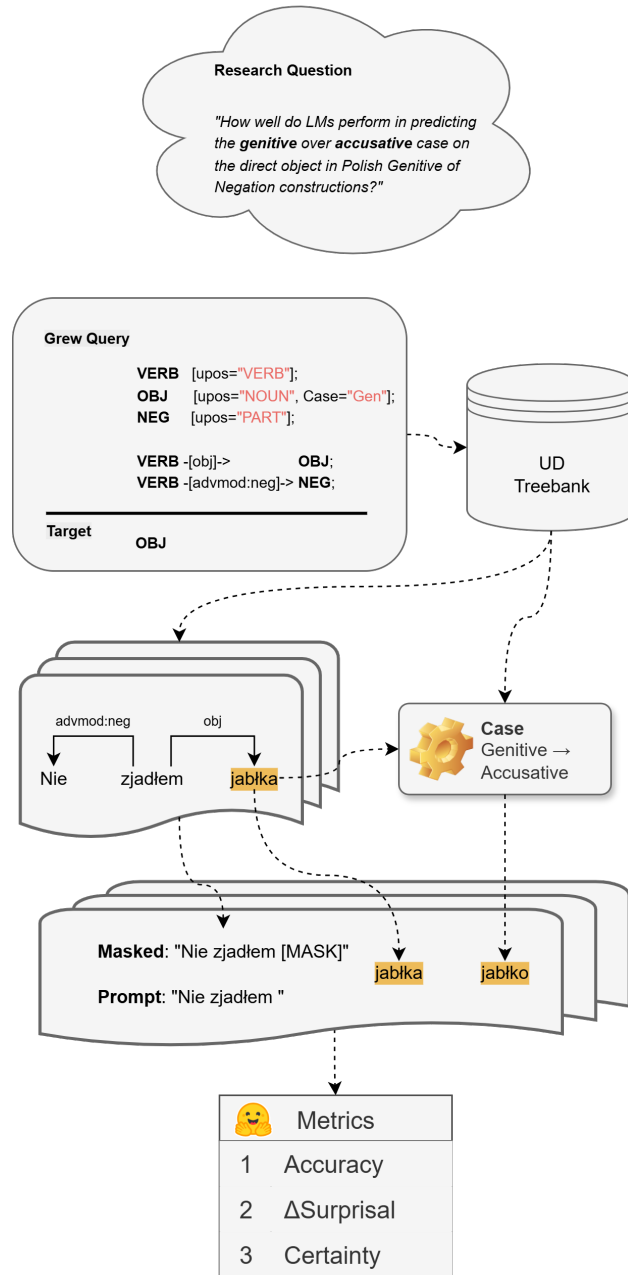 Research Question
"How well do LMs perform in predicting
the genitive over accusative case on
the direct object in Polish Genitive of
Negation constructions?"
Grew Query
VERB [upos="VERB"];
OBJ [upos="NOUN", Case="Gen"];
NEG [upos="PART"];
VERB -[obj]-> OBJ;
VERB -[advmod:neg]-> NEG;
Target
OBJ
UD
Treebank
advmod:neg obj
Nie zjadłem jabłka
Case
Genitive →
Accusative
Masked: "Nie zjadłem [MASK]"
jabłka jabłko
Prompt: "Nie zjadłem "
Metrics
1 Accuracy
2 ΔSurprisal
3 Certainty